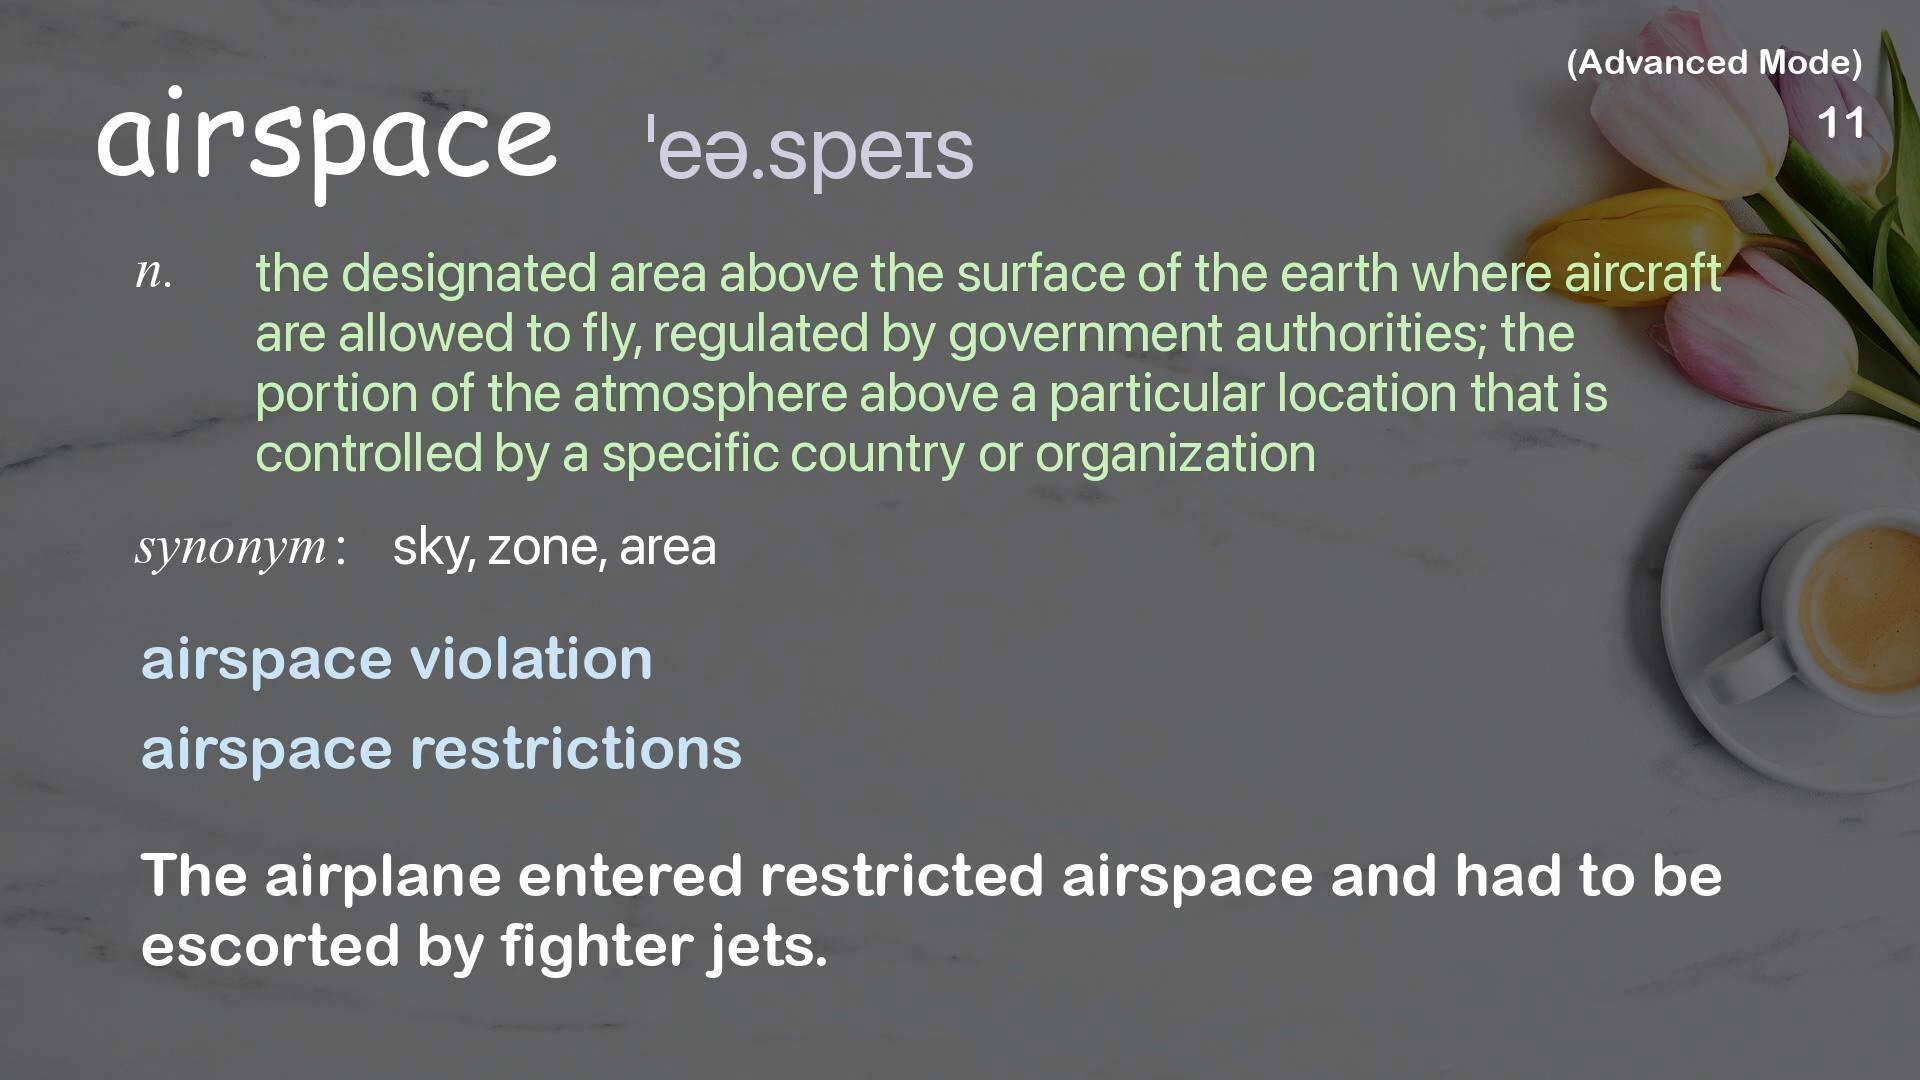 (Advanced Mode)
11
airspace ˈeə.speɪs
n. the designated area above the surface of the earth where aircraft
are allowed to fly, regulated by government authorities; the
portion of the atmosphere above a particular location that is
controlled by a specific country or organization
synonym: sky, zone, area
airspace violation
airspace restrictions
The airplane entered restricted airspace and had to be
escorted by fighter jets.